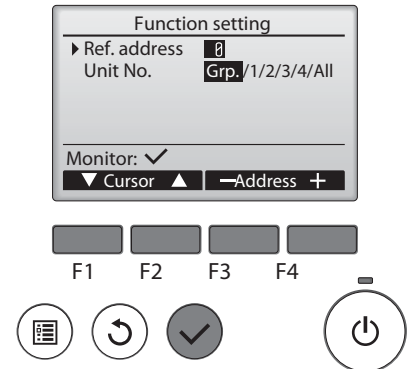 Function setting
Ref. address 0
Unit No. Grp./1/2/3/4/All
Monitor:
Cursor −Address +
F1 F2 F3 F4